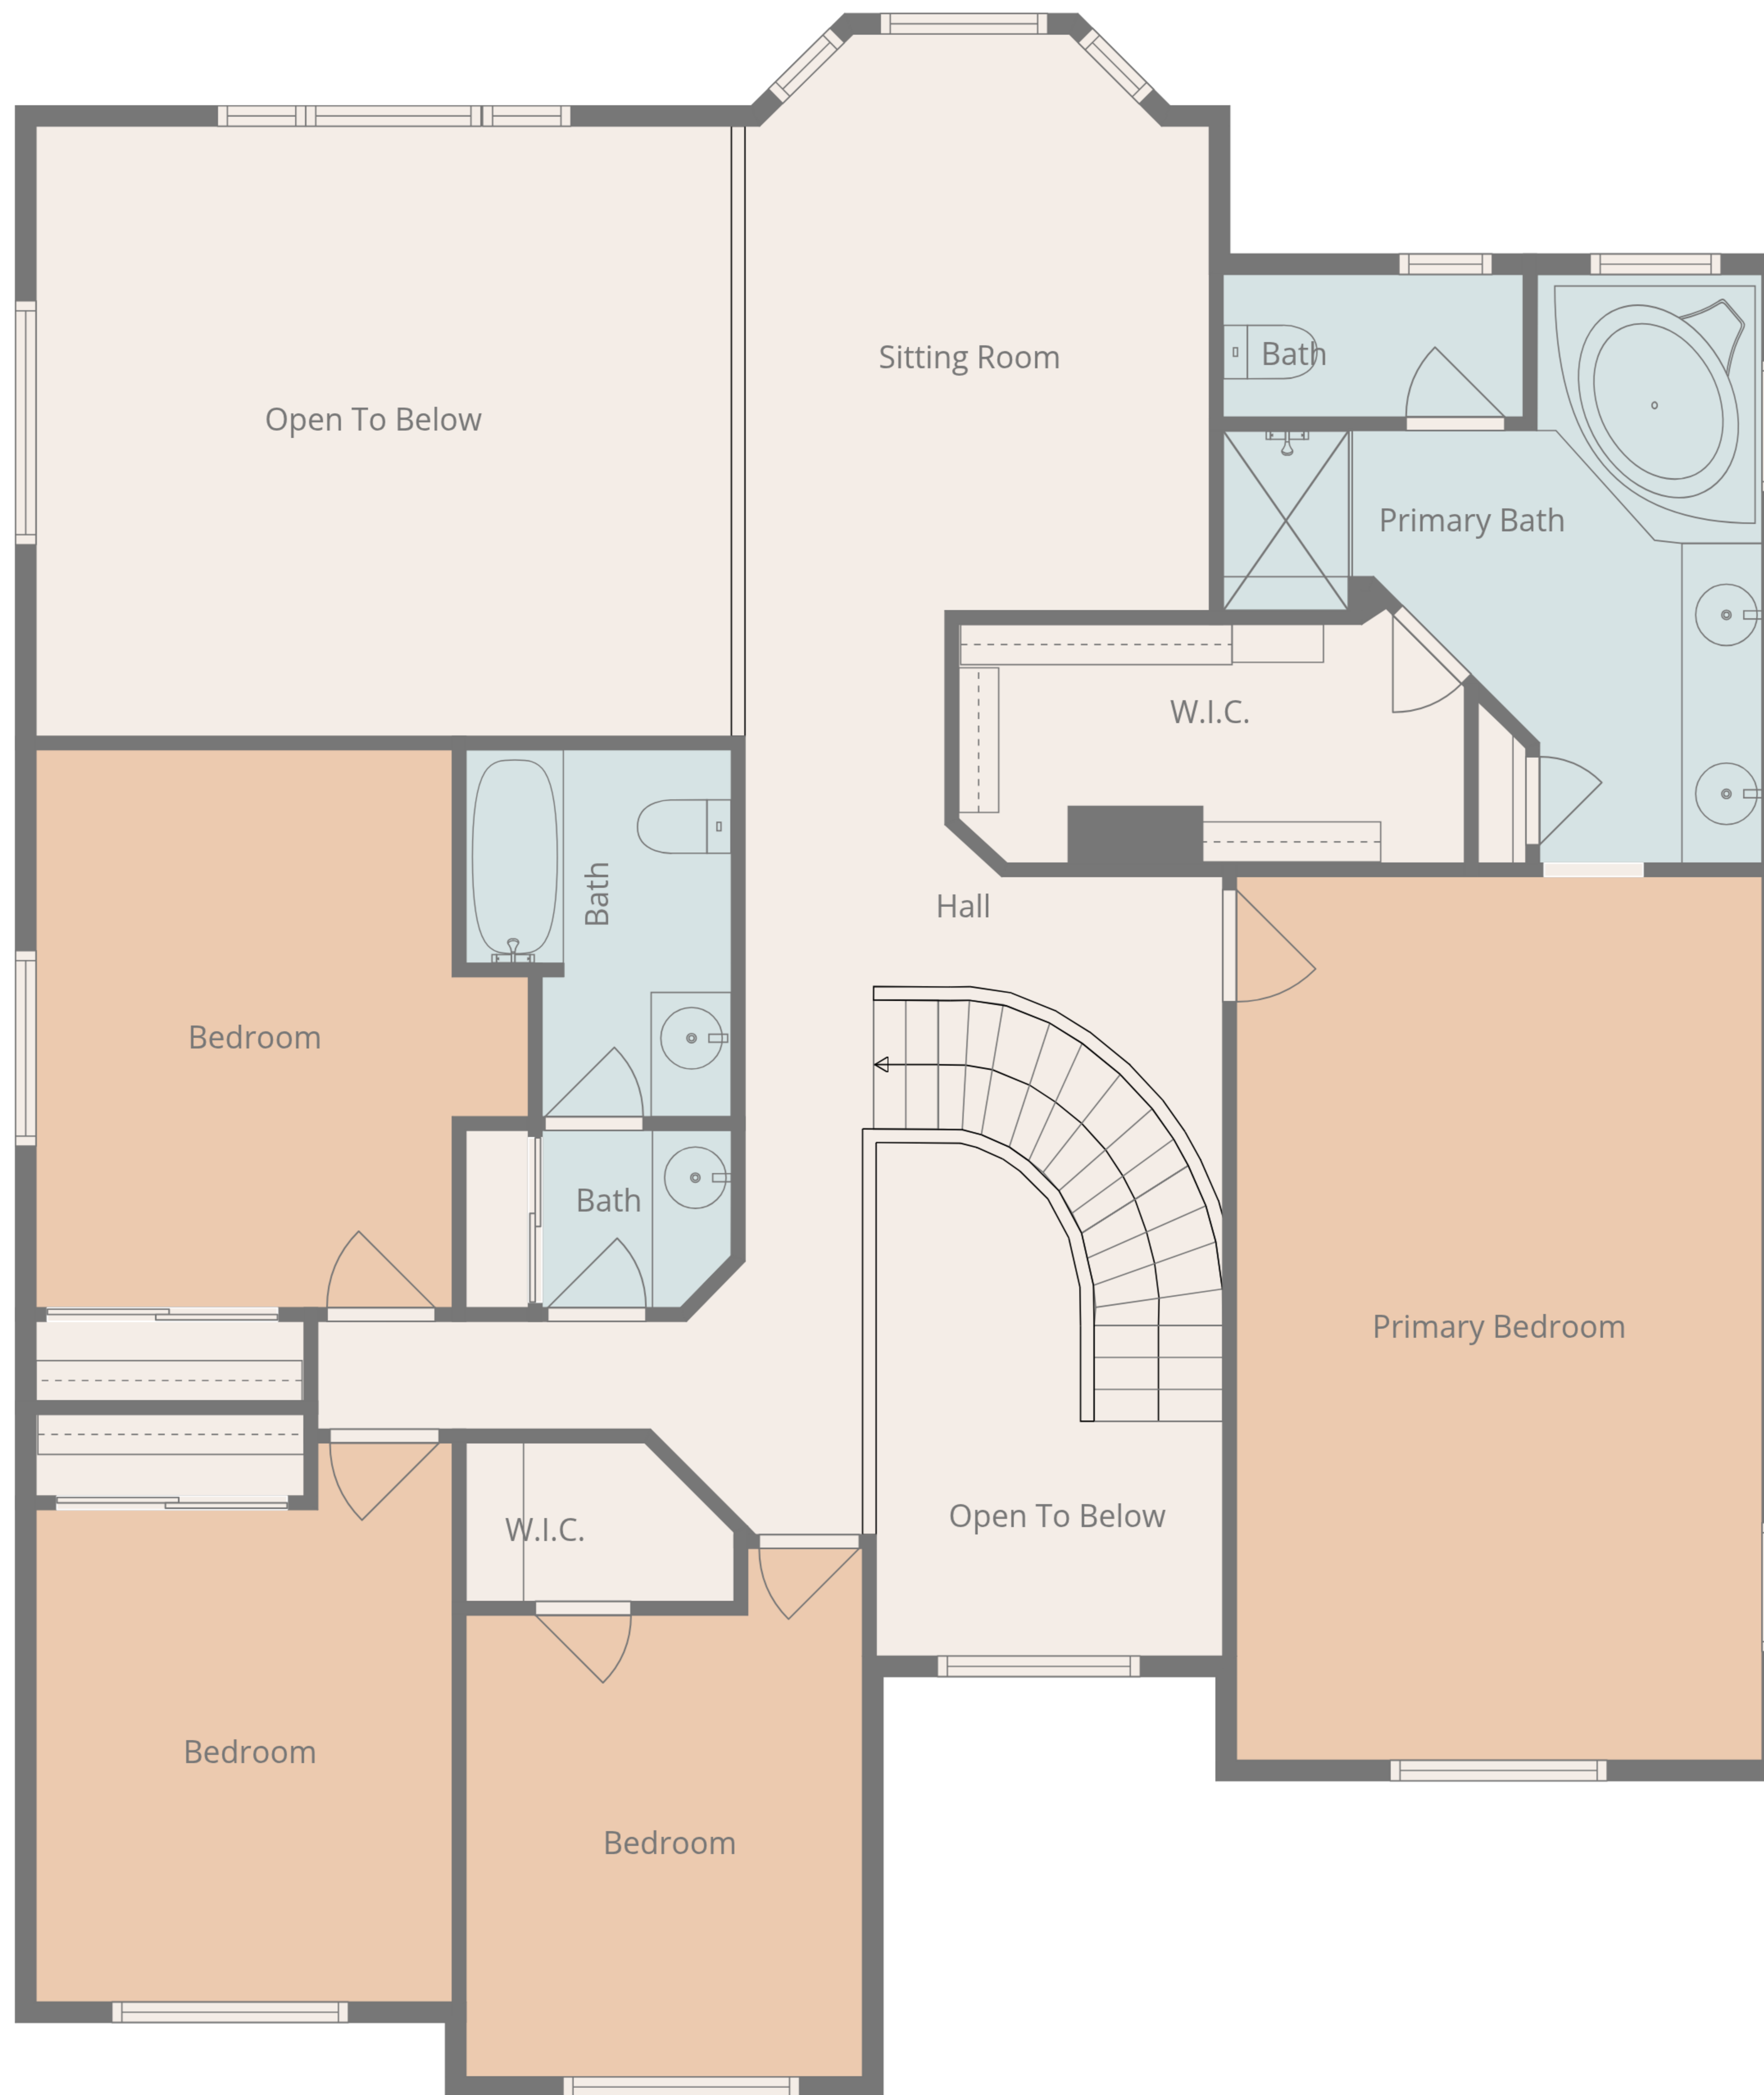 Sitting Room
Bath
Open To Below
Primary Bath
W.I.C.
Bath
Hall
Bedroom
Bath
Primary Bedroom
Open To Below
W.I.C.
Bedroom
Bedroom